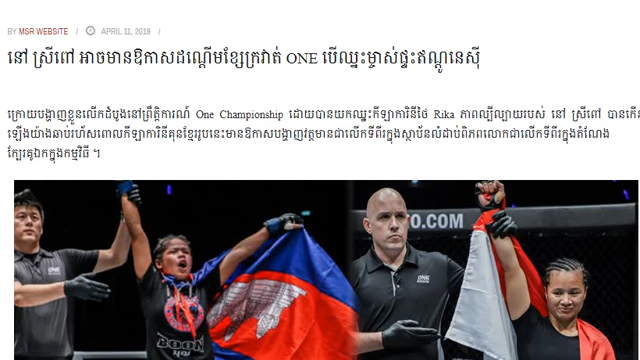 BY MSR WEBSITE / APRIL 11, 2019 /
នៅ ស្រីពៅ អាចមានឱកាសដណ្ដើមខ្សែក្រវាត់ ONE បើឈ្នះម្ចាស់ផ្ទះឥណ្ឌូនេស៊ី
ក្រោយបង្ហាញខ្លួនលើកដំបូងនៅព្រឹត្តិការណ៍ One Championship ដោយបានយកឈ្នះកីឡាការិនីថៃ Rika ភាពល្បីល្បាយរបស់ នៅ ស្រីពៅ បានកើន
ឡើងយ៉ាងឆាប់រហ័សពោលកីឡាការិនីគុនខ្មែររូបនេះមានឱកាសបង្ហាញវត្តមានជាលើកទីពីរក្នុងស្ថាប័នលំដាប់ពិភពលោកជាលើកទីពីរក្នុងតំណែង
ក្បែរគូឯកក្នុងកម្មវិធី ។
TO.COM
ONE
BOON